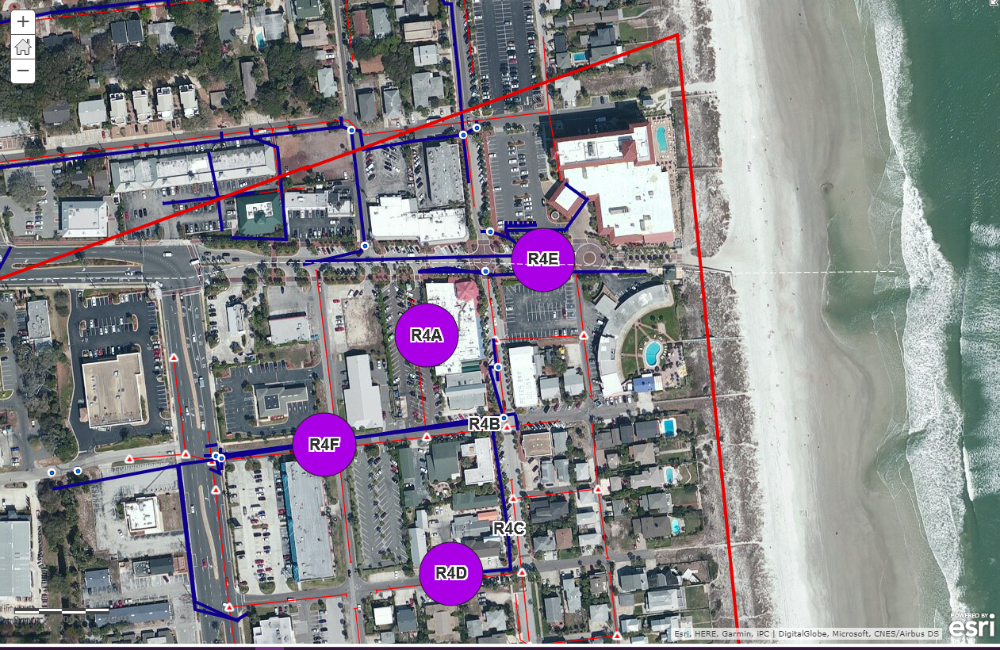 +
−
R4E
R4A
R4B
R4F
R4C
R4D
POWERED BY
esri
Esri, HERE, Garmin, iPC | DigitalGlobe, Microsoft, CNES/Airbus DS